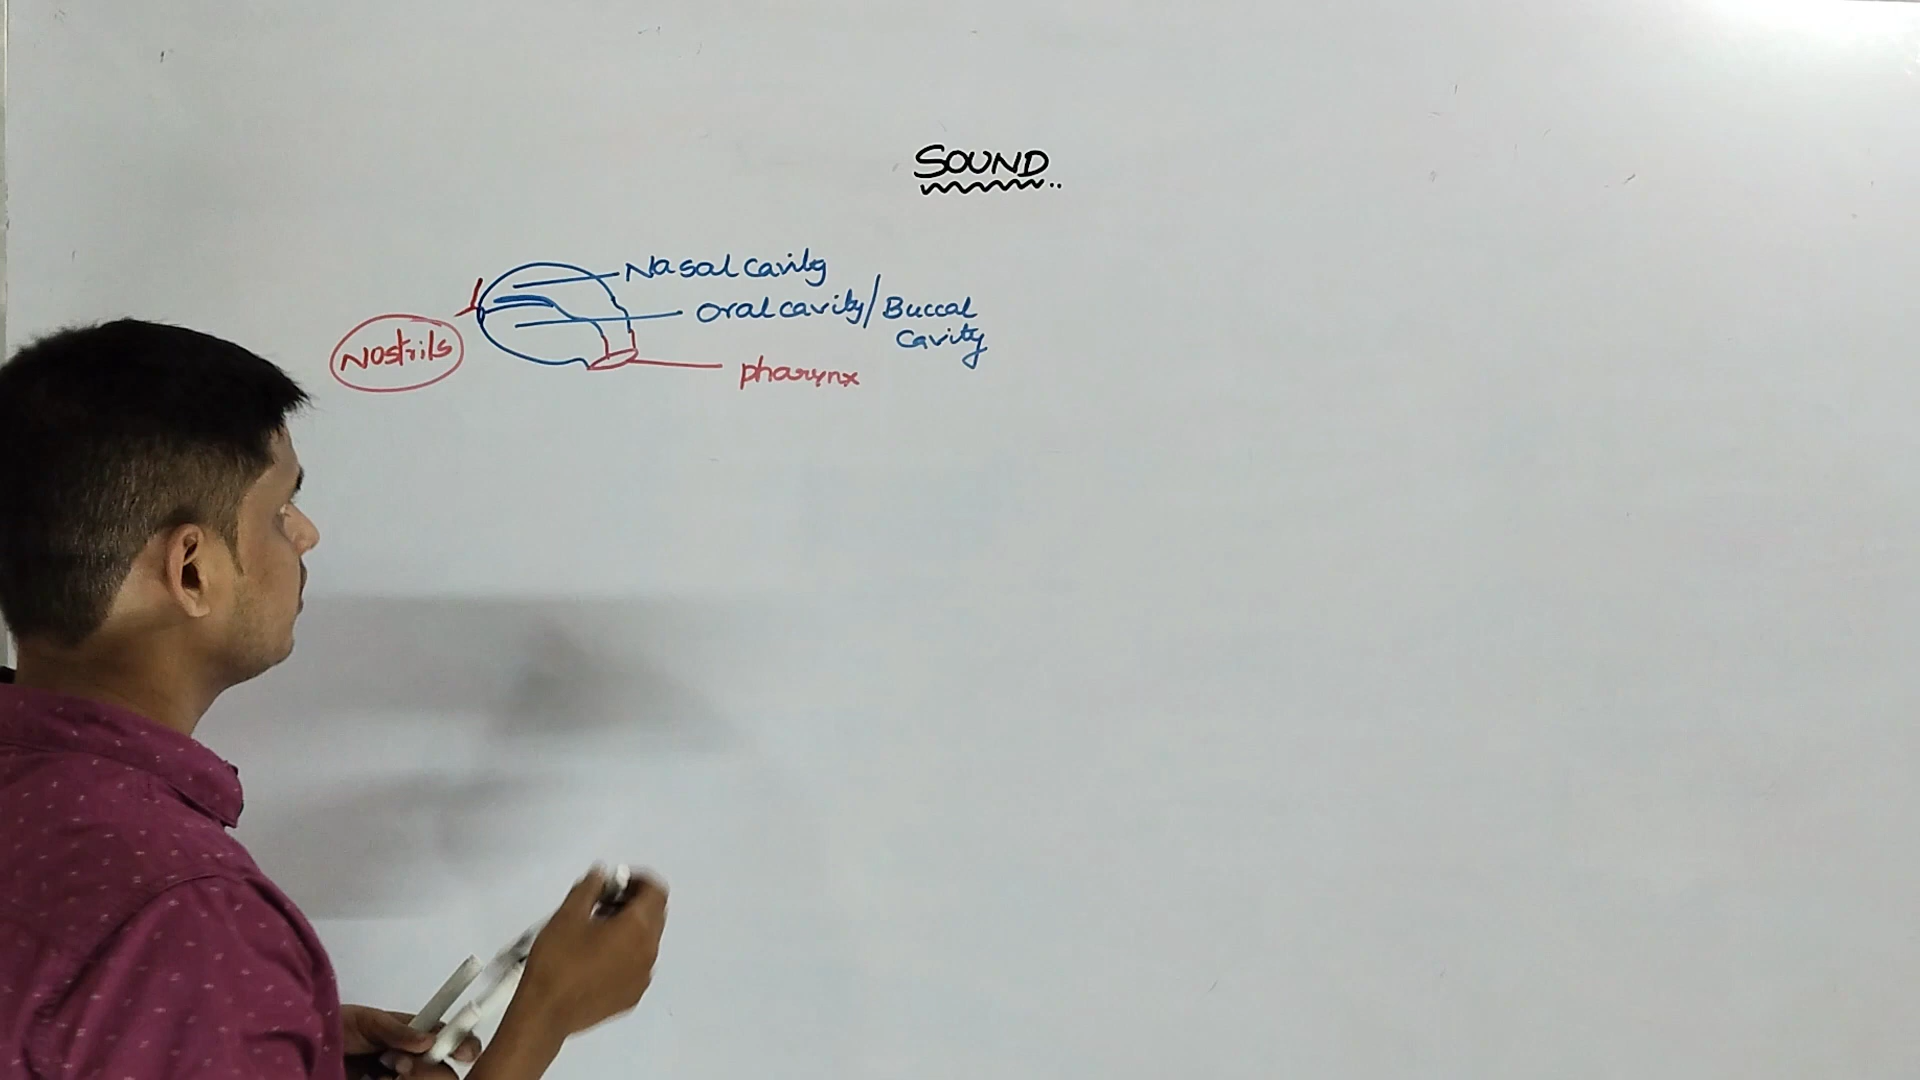 SOUND
Nasal cavity
oral cavity/Buccal
cavity
Nostrils
pharynx